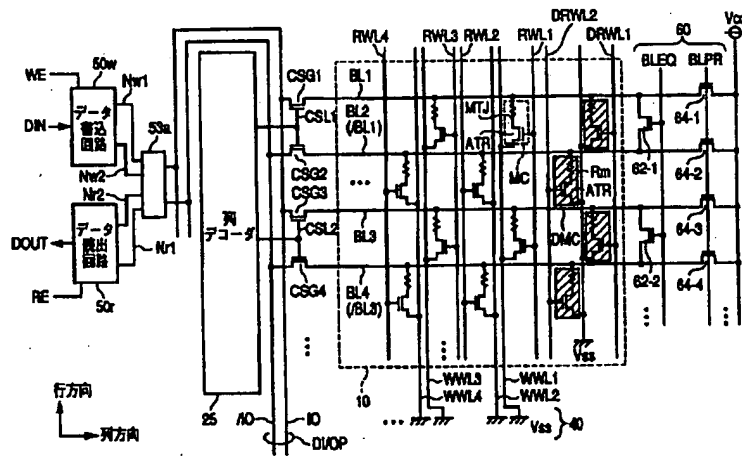 RWL4
RWL3
RWL2
RWL1
DRWL2
DRWL1
60
BLEQ
BLPR
WE
50w
Nw1
データ
書込
回路
DIN
Nw2
53a
Nr2
DOUT
データ
読出
回路
Nr1
RE
50r
列
デコーダ
25
CSG1
CSL1
CSG2
CSG3
CSL2
CSG4
BL1
BL2
(/BL1)
BL3
BL4
(/BL3)
MTJ
ATR
MC
Rm
ATR
DMC
62-1
62-2
64-1
64-2
64-3
64-4
Vss
10
WWL3
WWL4
WWL1
WWL2
Vss
40
行方向
列方向
/IO
IO
DI/OP